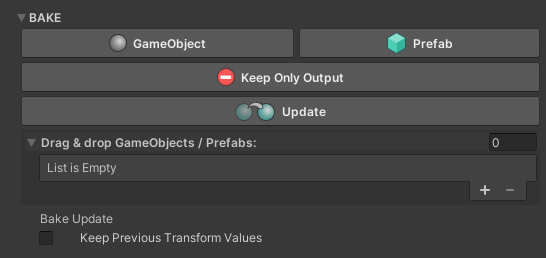 BAKE
GameObject
Prefab
Keep Only Output
Update
Drag & drop GameObjects / Prefabs:
0
List is Empty
+ −
Bake Update
Keep Previous Transform Values